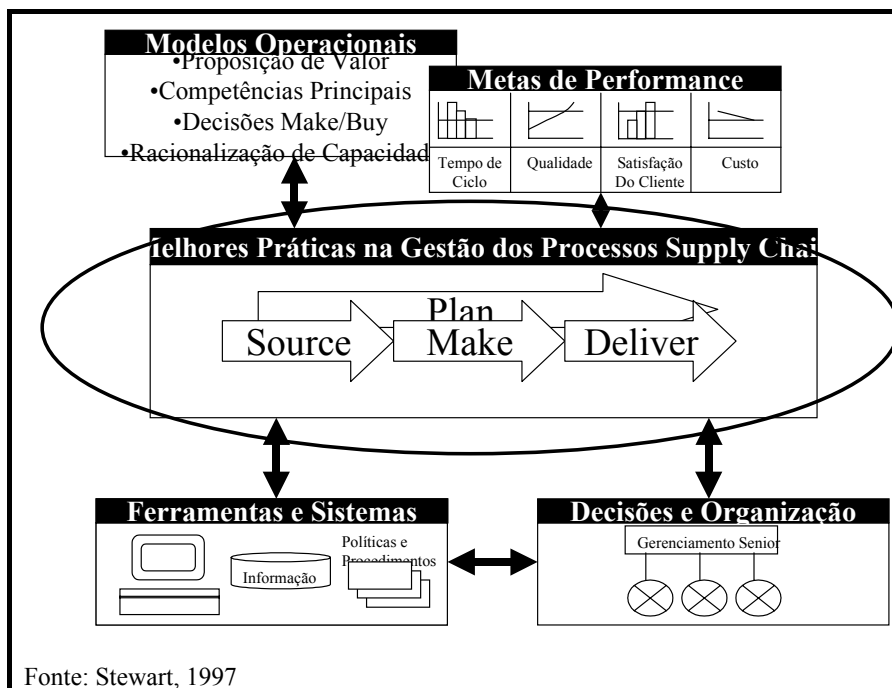 Modelos Operacionais
•Proposição de Valor
•Competências Principais
•Decisões Make/Buy
•Racionalização de Capacidad
Metas de Performance
Tempo de
Ciclo
Qualidade
Satisfação
Do Cliente
Custo
Melhores Práticas na Gestão dos Processos Supply Chai
Plan
Source
Make
Deliver
Ferramentas e Sistemas
Políticas e
Procedimentos
Informação
Decisões e Organização
Gerenciamento Senior
Fonte: Stewart, 1997